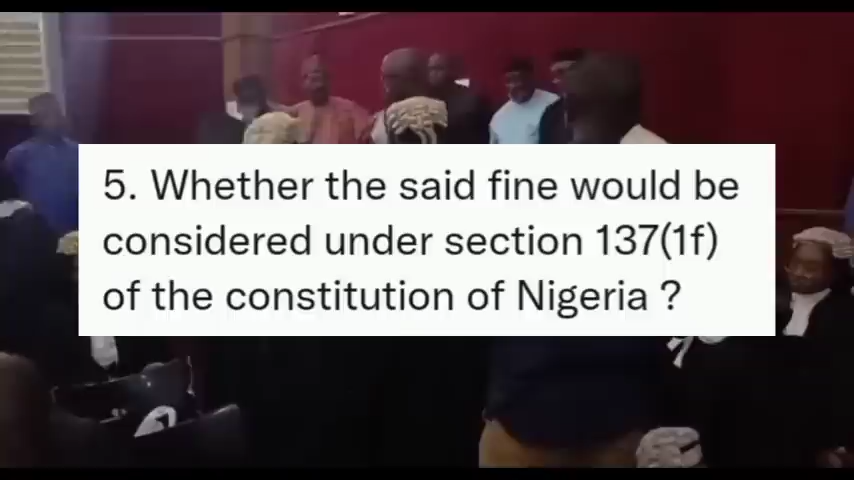 5. Whether the said fine would be
considered under section 137(1f)
of the constitution of Nigeria ?